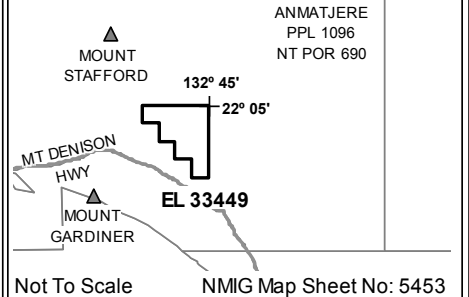 ANMATJERE
PPL 1096
NT POR 690
MOUNT
STAFFORD
132º 45'
22º 05'
MT DENISON
HWY
EL 33449
MOUNT
GARDINER
Not To Scale
NMIG Map Sheet No: 5453